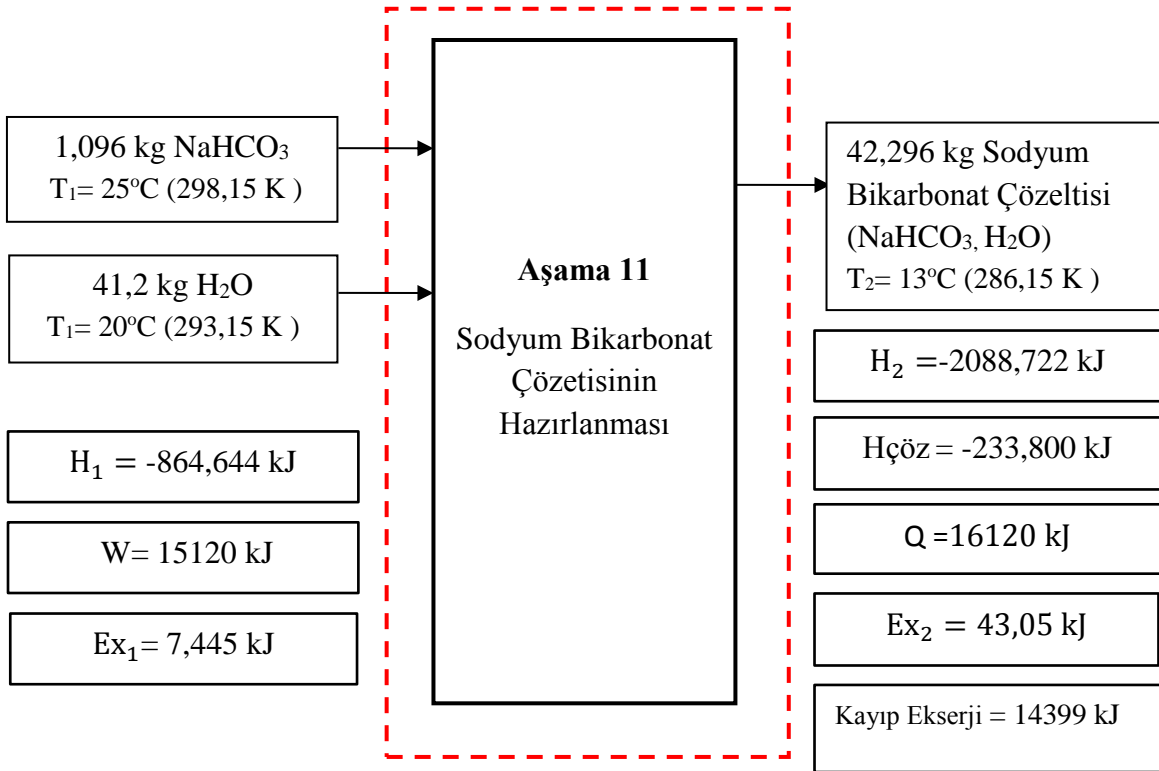 1,096 kg NaHCO₃
T₁= 25°C (298,15 K )
41,2 kg H₂O
T₁= 20°C (293,15 K )
H₁ = -864,644 kJ
W= 15120 kJ
Ex₁= 7,445 kJ
Aşama 11
Sodyum Bikarbonat
Çözetisinin
Hazırlanması
42,296 kg Sodyum
Bikarbonat Çözeltisi
(NaHCO₃, H₂O)
T₂= 13°C (286,15 K )
H₂ =-2088,722 kJ
Hçöz = -233,800 kJ
Q =16120 kJ
Ex₂ = 43,05 kJ
Kayıp Ekserji = 14399 kJ